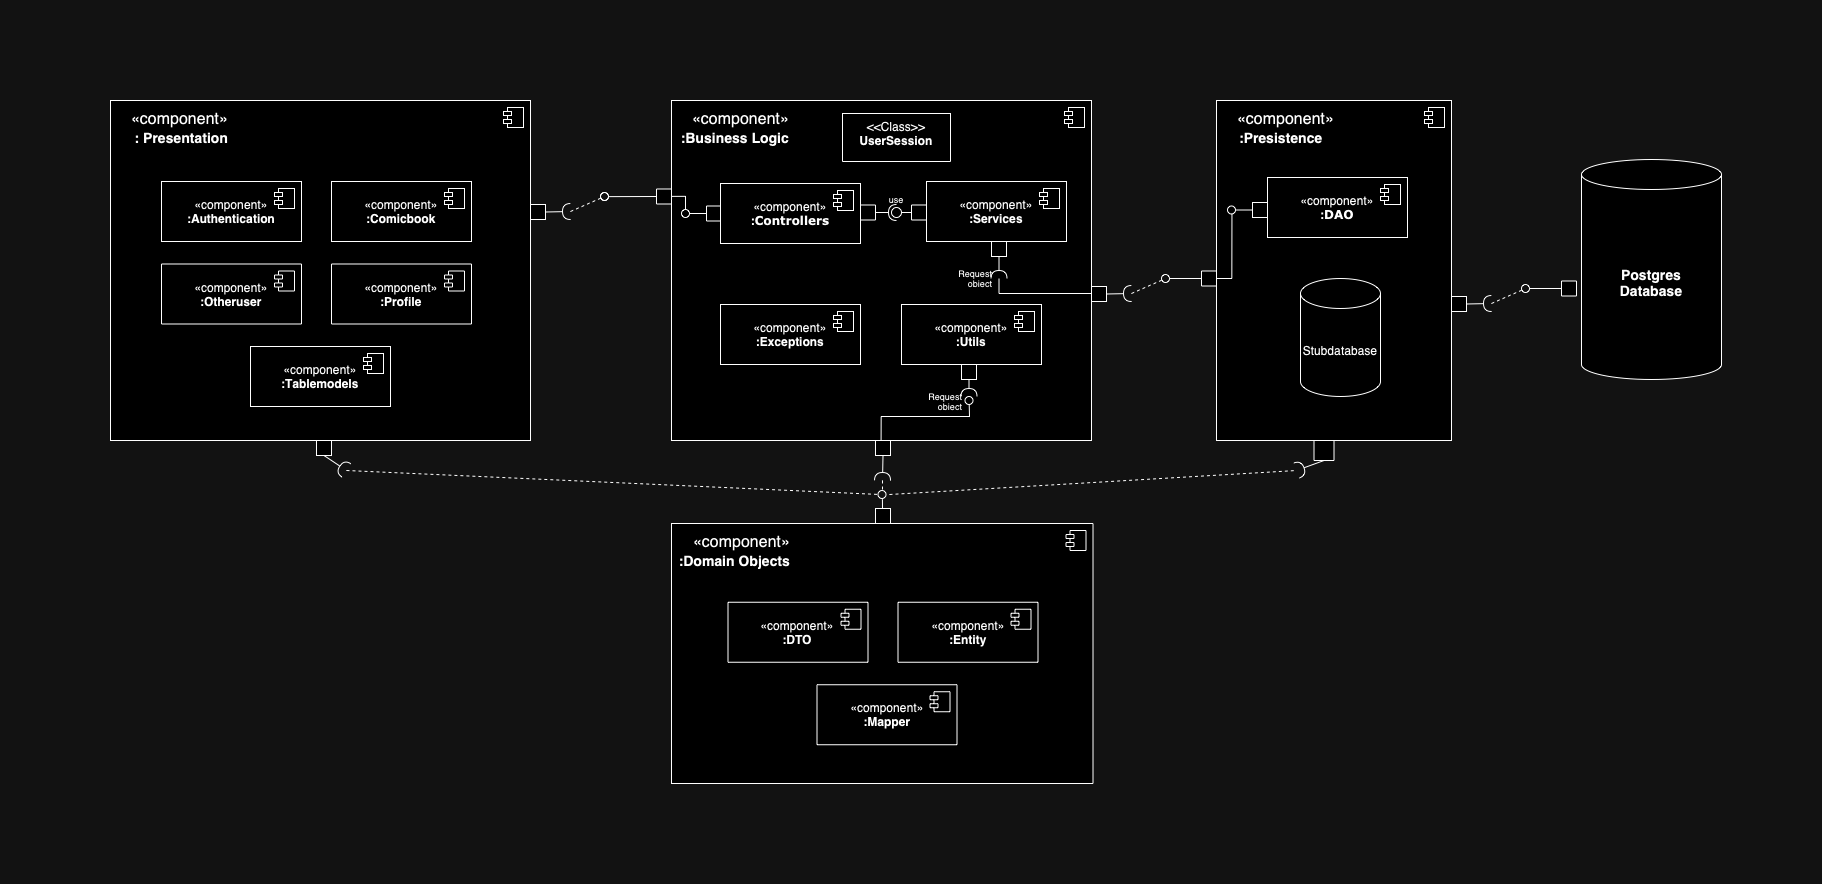 «component»
: Presentation
«component»
:Authentication
«component»
:Comicbook
«component»
:Otheruser
«component»
:Profile
«component»
:Tablemodels
«component»
:Business Logic
<<Class>>
UserSession
«component»
:Controllers
use
«component»
:Services
Request
obiect
«component»
:Exceptions
«component»
:Utils
Request
obiect
«component»
:Presistence
«component»
:DAO
Stubdatabase
Postgres
Database
«component»
:Domain Objects
«component»
:DTO
«component»
:Entity
«component»
:Mapper